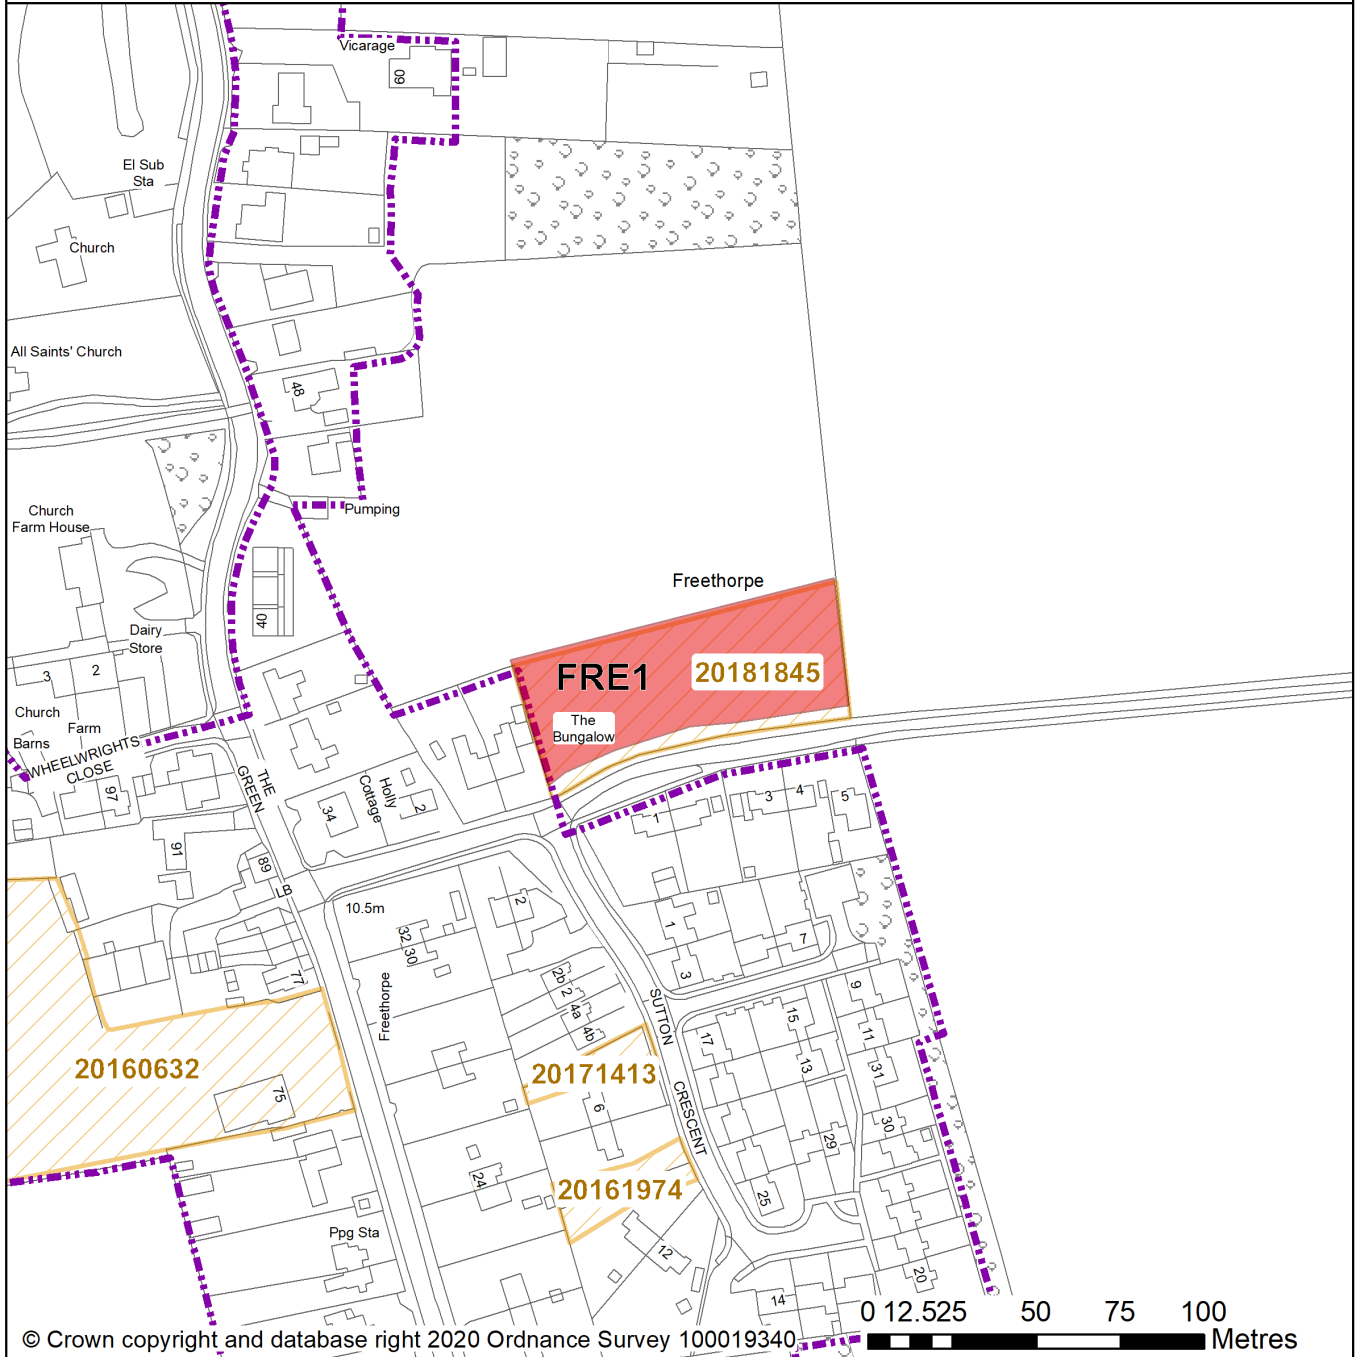 Vicarage
60
El Sub
Sta
Church
All Saints' Church
48
Church
Farm House
Pumping
40
Dairy
Store
3
2
Church
Barns
Farm
WHEELWRIGHTS
CLOSE
97
THE
GREEN
Freethorpe
FRE1
20181845
The
Bungalow
34
Holly
Cottage
2
91
89
LB
10.5m
1
3
4
5
32
30
2
1
3
7
77
Freethorpe
2b
2
4a
4b
SUTTON
CRESCENT
9
11
15
17
13
31
20160632
75
20171413
6
29
30
24
20161974
25
Ppg Sta
12
14
20
0 12.525 50 75 100
Metres
© Crown copyright and database right 2020 Ordnance Survey 100019340